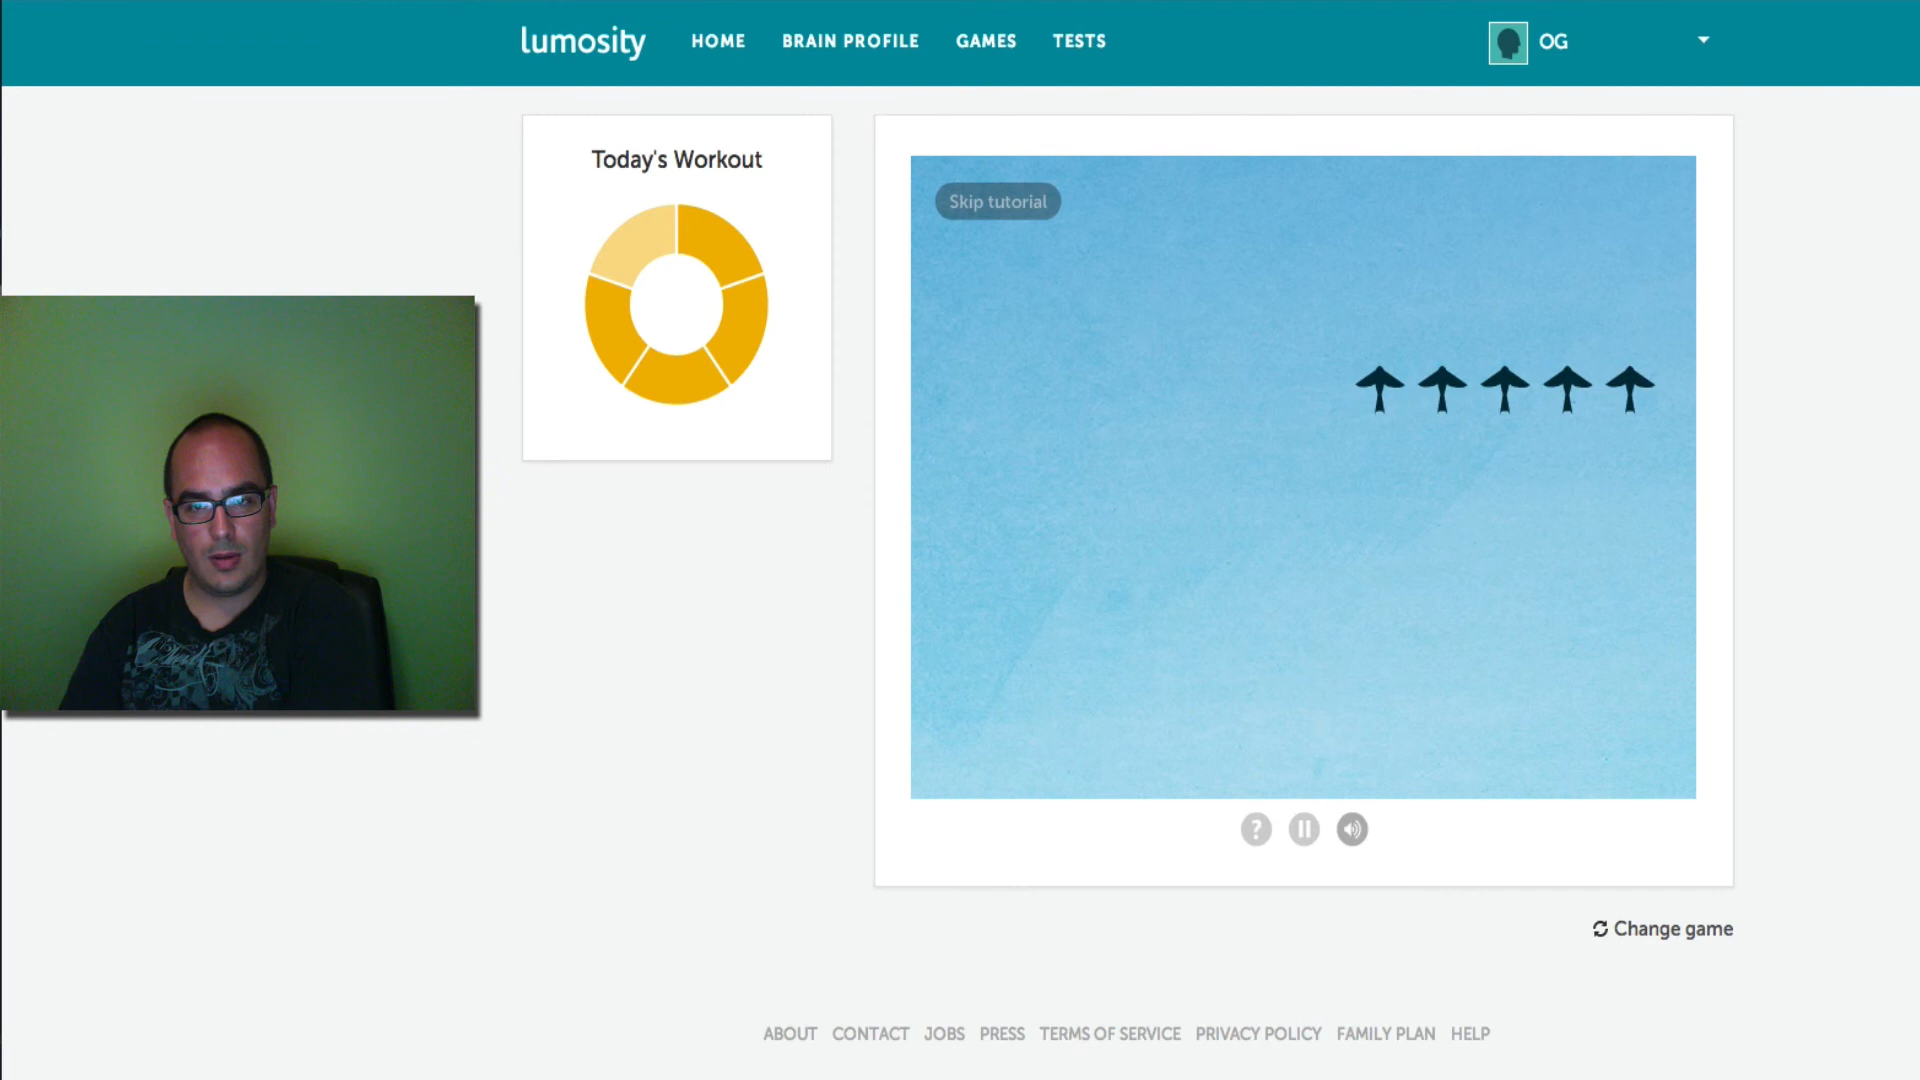 lumosity HOME BRAIN PROFILE GAMES TESTS OG
Today's Workout
Skip tutorial
?
Change game
ABOUT CONTACT JOBS PRESS TERMS OF SERVICE PRIVACY POLICY FAMILY PLAN HELP